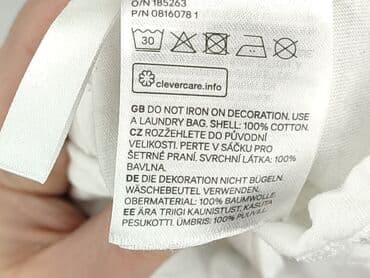 O/N 185263
P/N 0816078 1
30
clevercare.info
GB DO NOT IRON ON DECORATION. USE
A LAUNDRY BAG. SHELL: 100% COTTON.
CZ ROZŽEHLETE DO PŮVODNÍ
VELIKOSTI. PERTE V SÁČKU PRO
ŠETRNÉ PRANÍ. SVRCHNÍ LÁTKA: 100%
BAVLNA.
DE DIE DEKORATION NICHT BÜGELN.
WÄSCHEBEUTEL VERWENDEN.
OBERMATERIAL: 100% BAUMWOLLE
EE ÄRA TRIIGI KAUNISTUST, KASUTA
PESUKOTTI. ÜMBRIS: 100% PUUVILL.